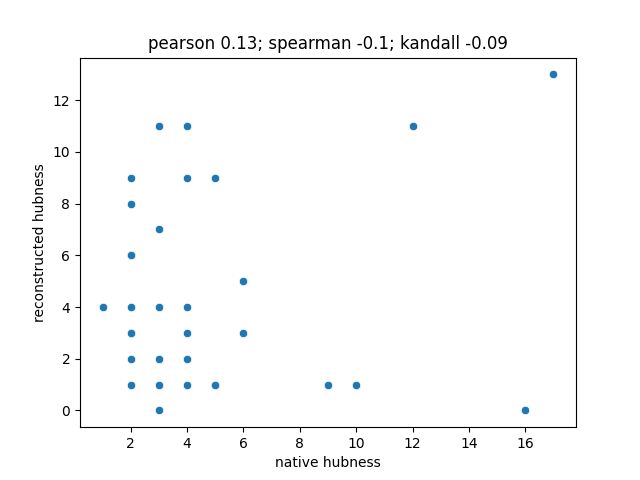 pearson 0.13; spearman -0.1; kandall -0.09
12
10
8
6
4
2
0
reconstructed hubness
2 4 6 8 10 12 14 16
native hubness